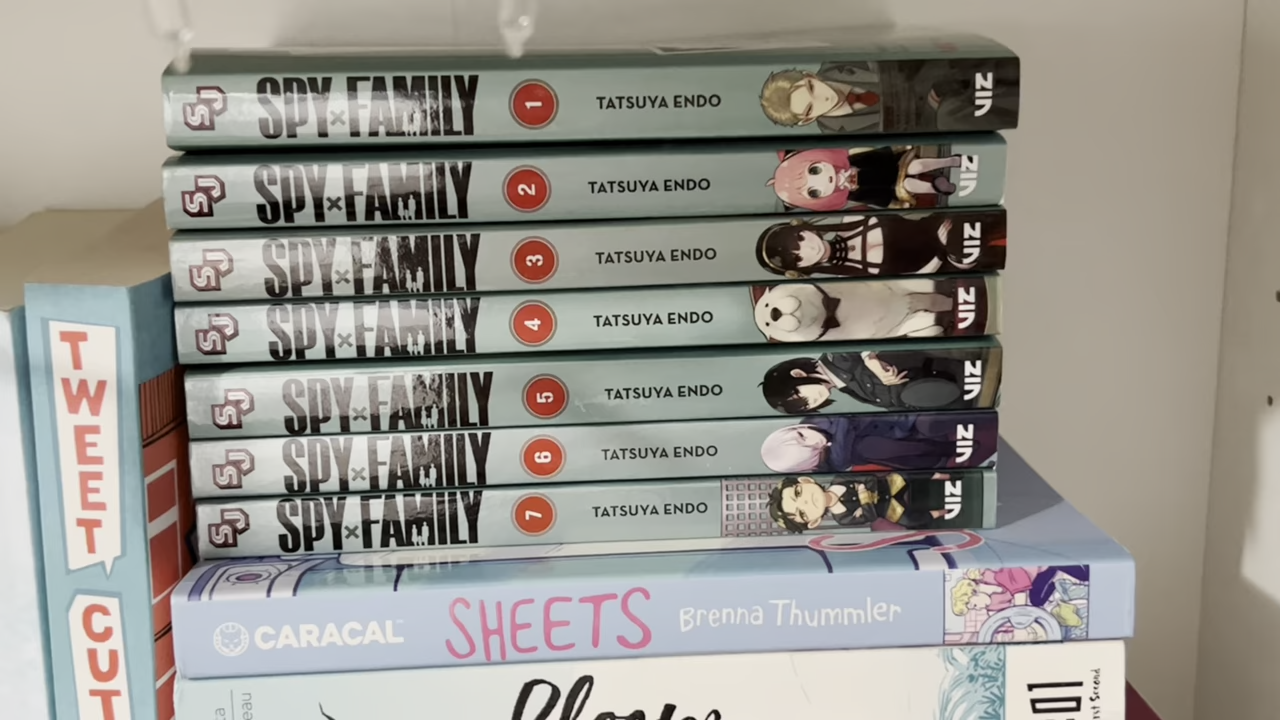 SJ SPY×FAMILY 1 TATSUYA ENDO VIZ
SJ SPY×FAMILY 2 TATSUYA ENDO VIZ
SJ SPY×FAMILY 3 TATSUYA ENDO VIZ
SJ SPY×FAMILY 4 TATSUYA ENDO VIZ
SJ SPY×FAMILY 5 TATSUYA ENDO VIZ
SJ SPY×FAMILY 6 TATSUYA ENDO VIZ
SJ SPY×FAMILY 7 TATSUYA ENDO VIZ
CARACAL™ SHEETS Brenna Thummler
TWEET
CUT
Second